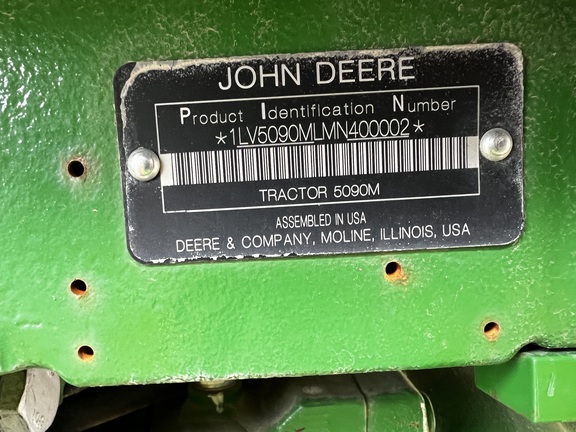 JOHN DEERE
Product Identification Number
*1LV5090MLMN400002*
TRACTOR 5090M
ASSEMBLED IN USA
DEERE & COMPANY, MOLINE, ILLINOIS, USA